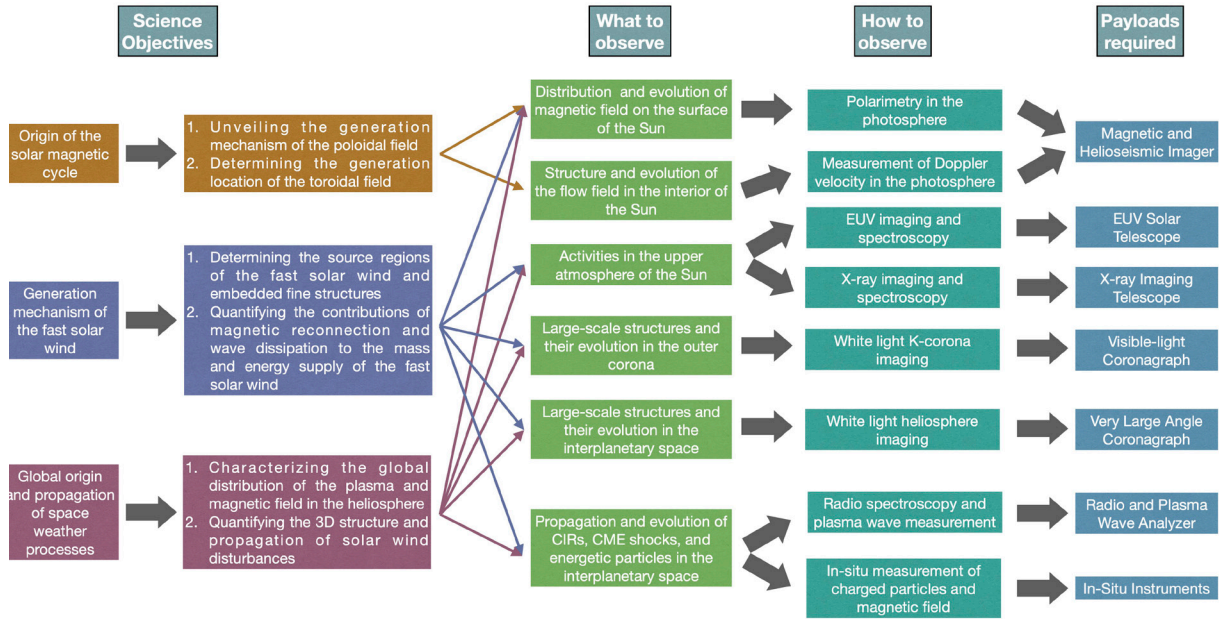 Science
Objectives
What to
observe
How to
observe
Payloads
required
Origin of the
solar magnetic
cycle
1. Unveiling the generation
mechanism of the poloidal field
2. Determining the generation
location of the toroidal field
Generation
mechanism of
the fast solar
wind
1. Determining the source regions
of the fast solar wind and
embedded fine structures
2. Quantifying the contributions of
magnetic reconnection and
wave dissipation to the mass
and energy supply of the fast
solar wind
Global origin
and propagation
of space
weather
processes
1. Characterizing the global
distribution of the plasma and
magnetic field in the heliosphere
2. Quantifying the 3D structure and
propagation of solar wind
disturbances
Distribution and evolution of
magnetic field on the surface
of the Sun
Structure and evolution of
the flow field in the interior
of the Sun
Activities in the upper
atmosphere of the Sun
Large-scale structures and
their evolution in the outer
corona
Large-scale structures and
their evolution in the
interplanetary space
Propagation and evolution of
CIRs, CME shocks, and
energetic particles in the
interplanetary space
Polarimetry in the
photosphere
Measurement of Doppler
velocity in the photosphere
EUV imaging and
spectroscopy
X-ray imaging and
spectroscopy
White light K-corona
imaging
White light heliosphere
imaging
Radio spectroscopy and
plasma wave measurement
In-situ measurement of
charged particles and
magnetic field
Magnetic and
Helioseismic Imager
EUV Solar
Telescope
X-ray Imaging
Telescope
Visible-light
Coronagraph
Very Large Angle
Coronagraph
Radio and Plasma
Wave Analyzer
In-Situ Instruments